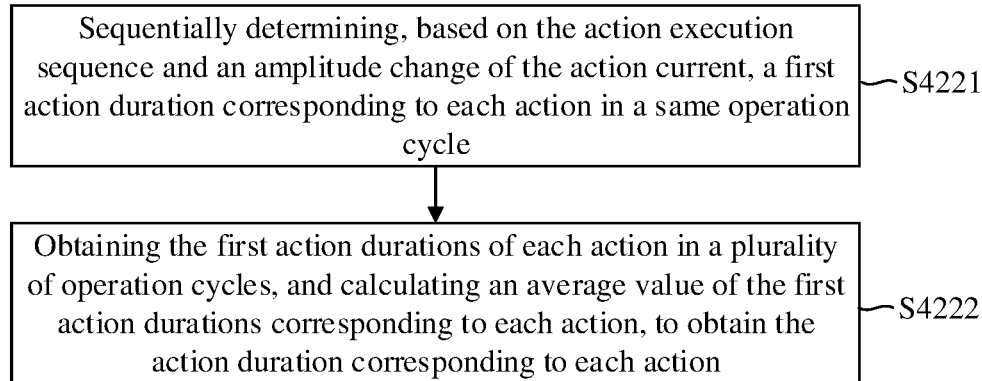 Sequentially determining, based on the action execution
sequence and an amplitude change of the action current, a first
action duration corresponding to each action in a same operation
cycle
S4221
Obtaining the first action durations of each action in a plurality
of operation cycles, and calculating an average value of the first
action durations corresponding to each action, to obtain the
action duration corresponding to each action
S4222